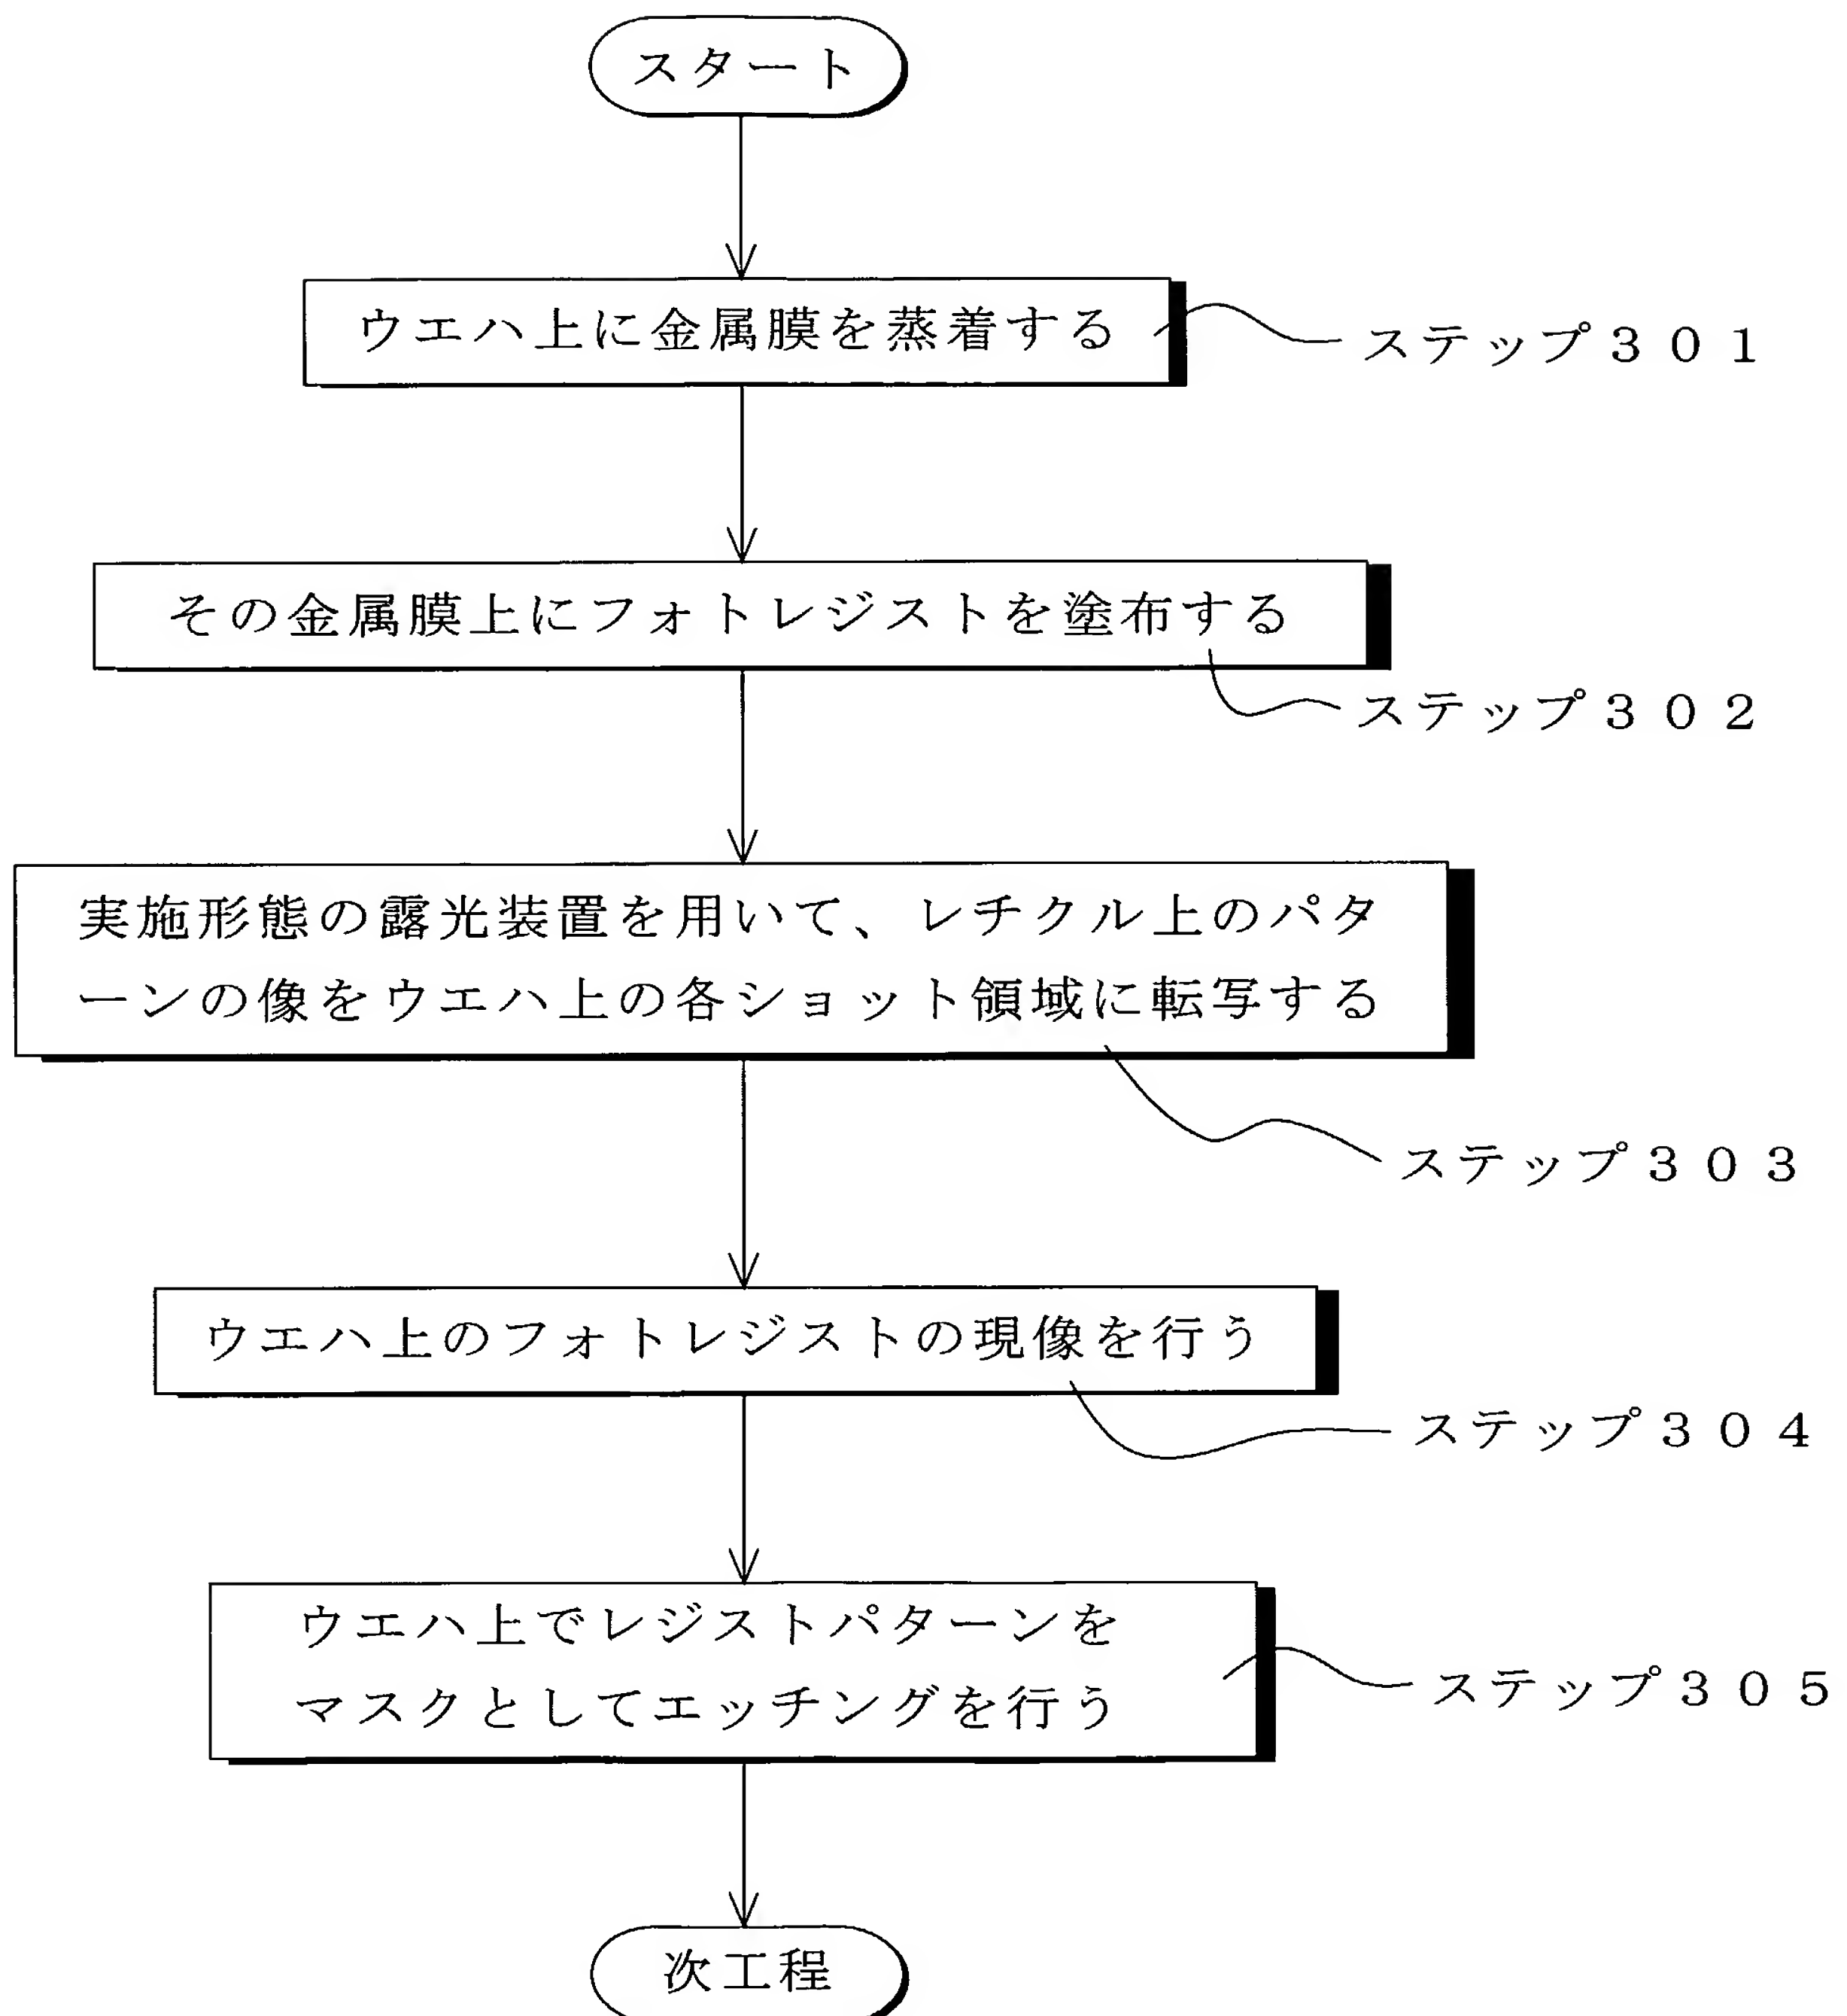 スタート
ウエハ上に金属膜を蒸着する
ステップ３０１
その金属膜上にフォトレジストを塗布する
ステップ３０２
実施形態の露光装置を用いて、レチクル上のパタ
ーンの像をウエハ上の各ショット領域に転写する
ステップ３０３
ウエハ上のフォトレジストの現像を行う
ステップ３０４
ウエハ上でレジストパターンを
マスクとしてエッチングを行う
ステップ３０５
次工程